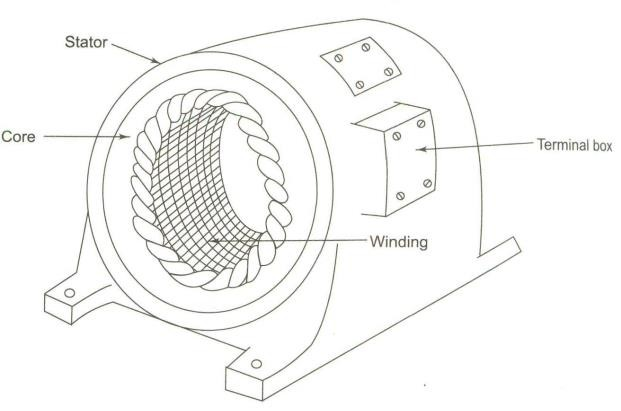 Stator
Core
Terminal box
Winding